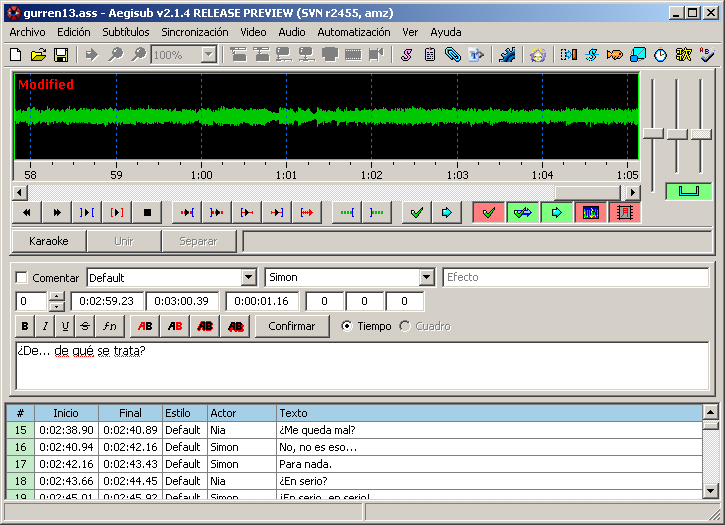 gurren13.ass - Aegisub v2.1.4 RELEASE PREVIEW (SVN r2455, amz)
Archivo Edición Subtítulos Sincronización Video Audio Automatización Ver Ayuda
100%
Modified
58 59 1:00 1:01 1:02 1:03 1:04 1:05
Karaoke Unir Separar
Comentar Default Simon Efecto
0 0:02:59.23 0:03:00.39 0:00:01.16 0 0 0
B I U S fn AB AB AB AB Confirmar Tiempo Cuadro
¿De... de qué se trata?
# Inicio Final Estilo Actor Texto
15 0:02:38.90 0:02:40.89 Default Nia ¿Me queda mal?
16 0:02:40.94 0:02:42.16 Default Simon No, no es eso...
17 0:02:42.16 0:02:43.43 Default Simon Para nada.
18 0:02:43.66 0:02:44.45 Default Nia ¿En serio?
19 0:02:45.01 0:02:45.92 Default Simon ¡En serio, en serio!